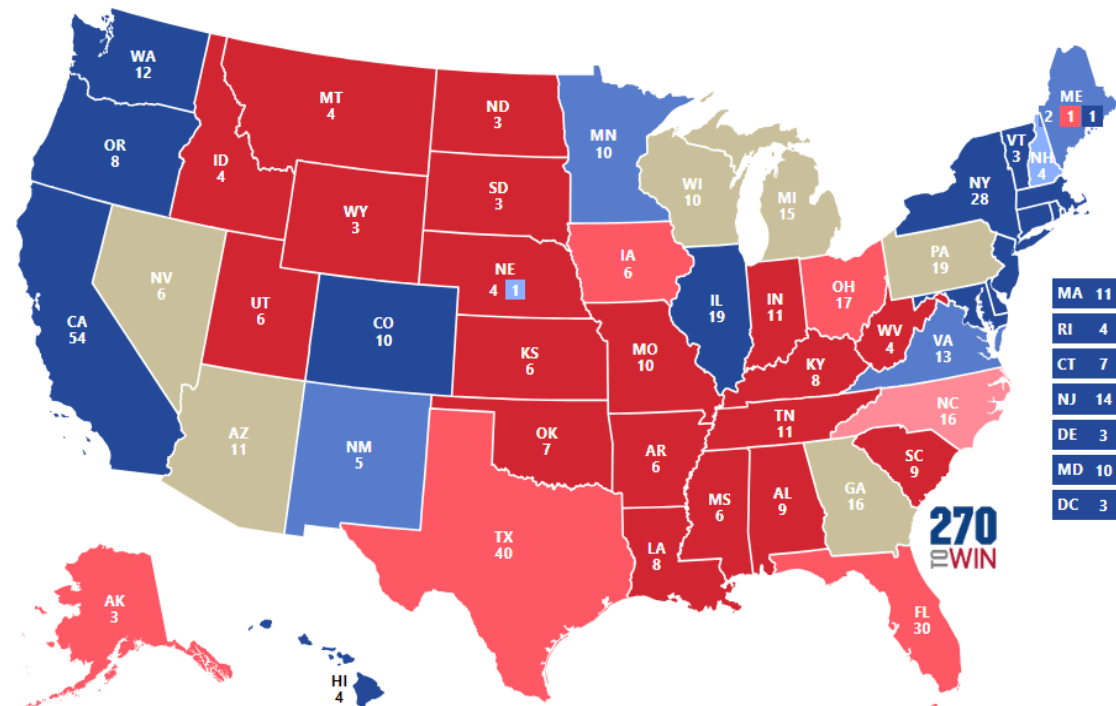 WA
12
OR
8
CA
54
NV
6
ID
4
MT
4
WY
3
UT
6
AZ
11
CO
10
NM
5
ND
3
SD
3
NE
4 1
KS
6
OK
7
TX
40
MN
10
IA
6
MO
10
AR
6
LA
8
WI
10
IL
19
MI
15
IN
11
OH
17
KY
8
TN
11
MS
6
AL
9
GA
16
FL
30
SC
9
NC
16
VA
13
WV
4
PA
19
NY
28
VT
3
NH
4
ME
2 1 1
MA 11
RI 4
CT 7
NJ 14
DE 3
MD 10
DC 3
AK
3
HI
4
270
TO WIN